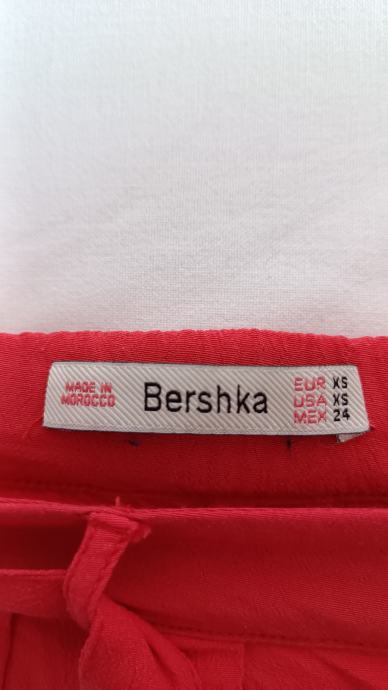 MADE IN
MOROCCO
Bershka
EUR XS
USA XS
MEX 24